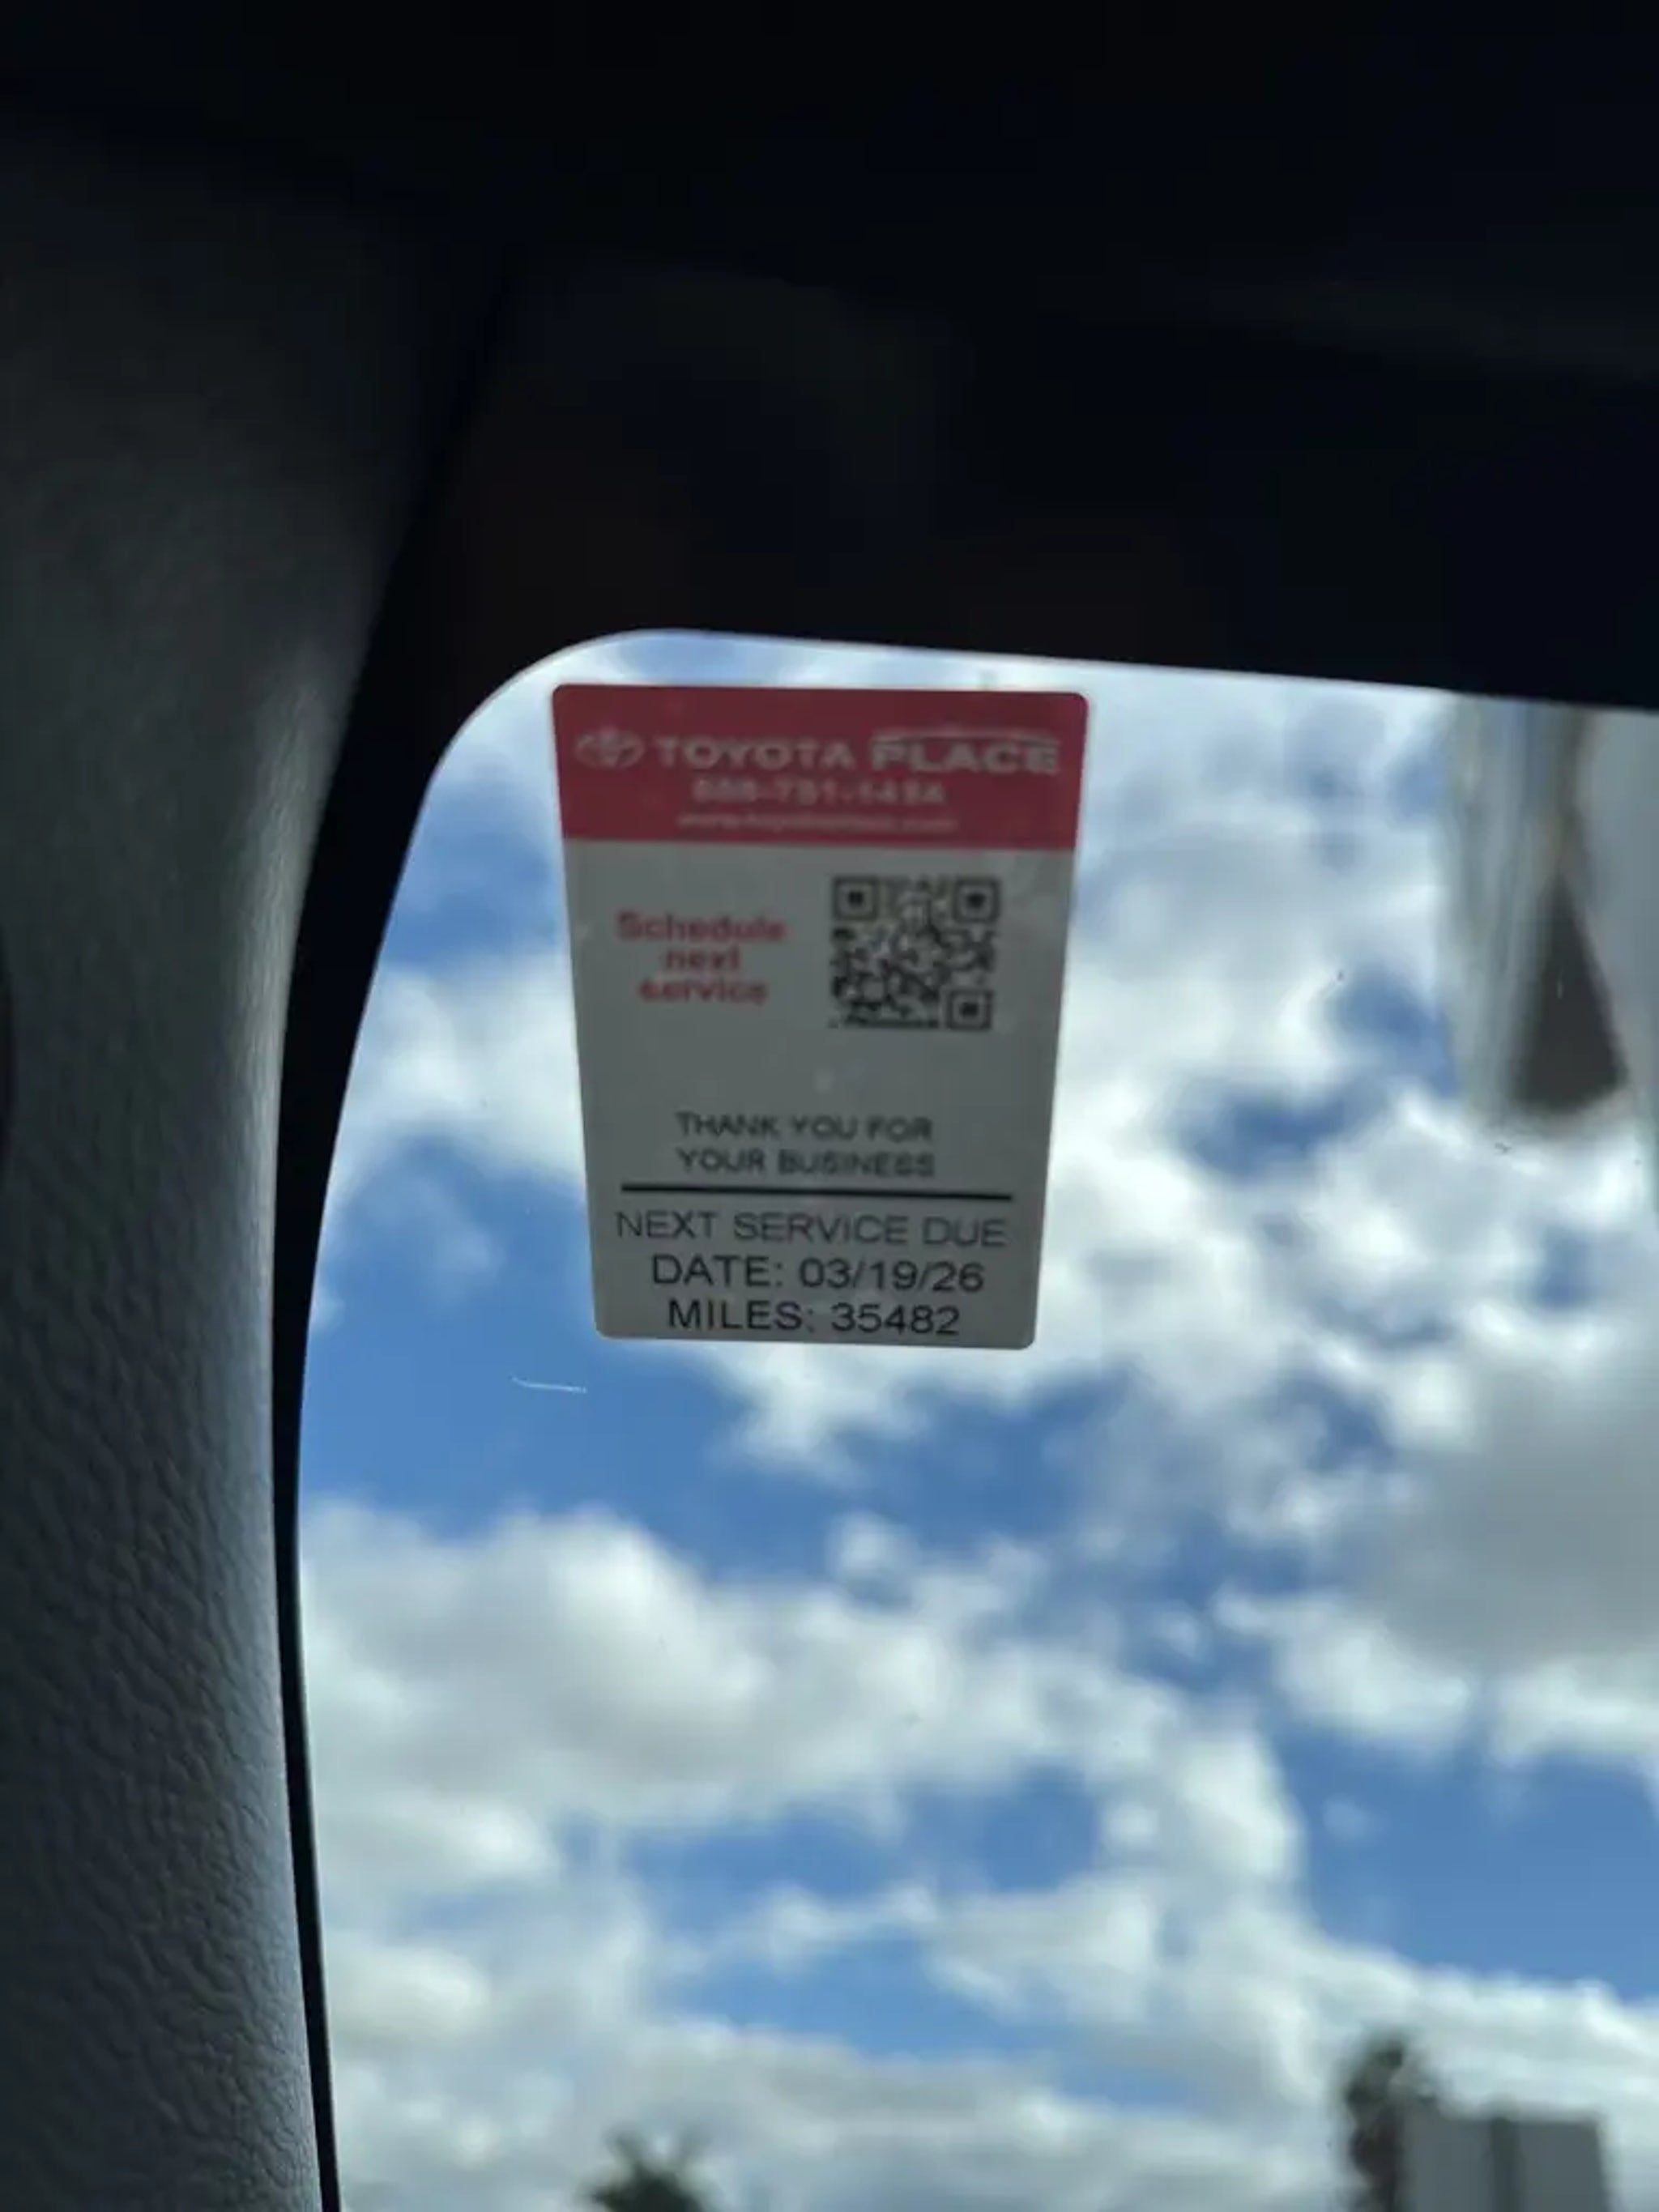 TOYOTA PLACE
Schedule
next
service
THANK YOU FOR
YOUR BUSINESS
NEXT SERVICE DUE
DATE: 03/19/26
MILES: 35482